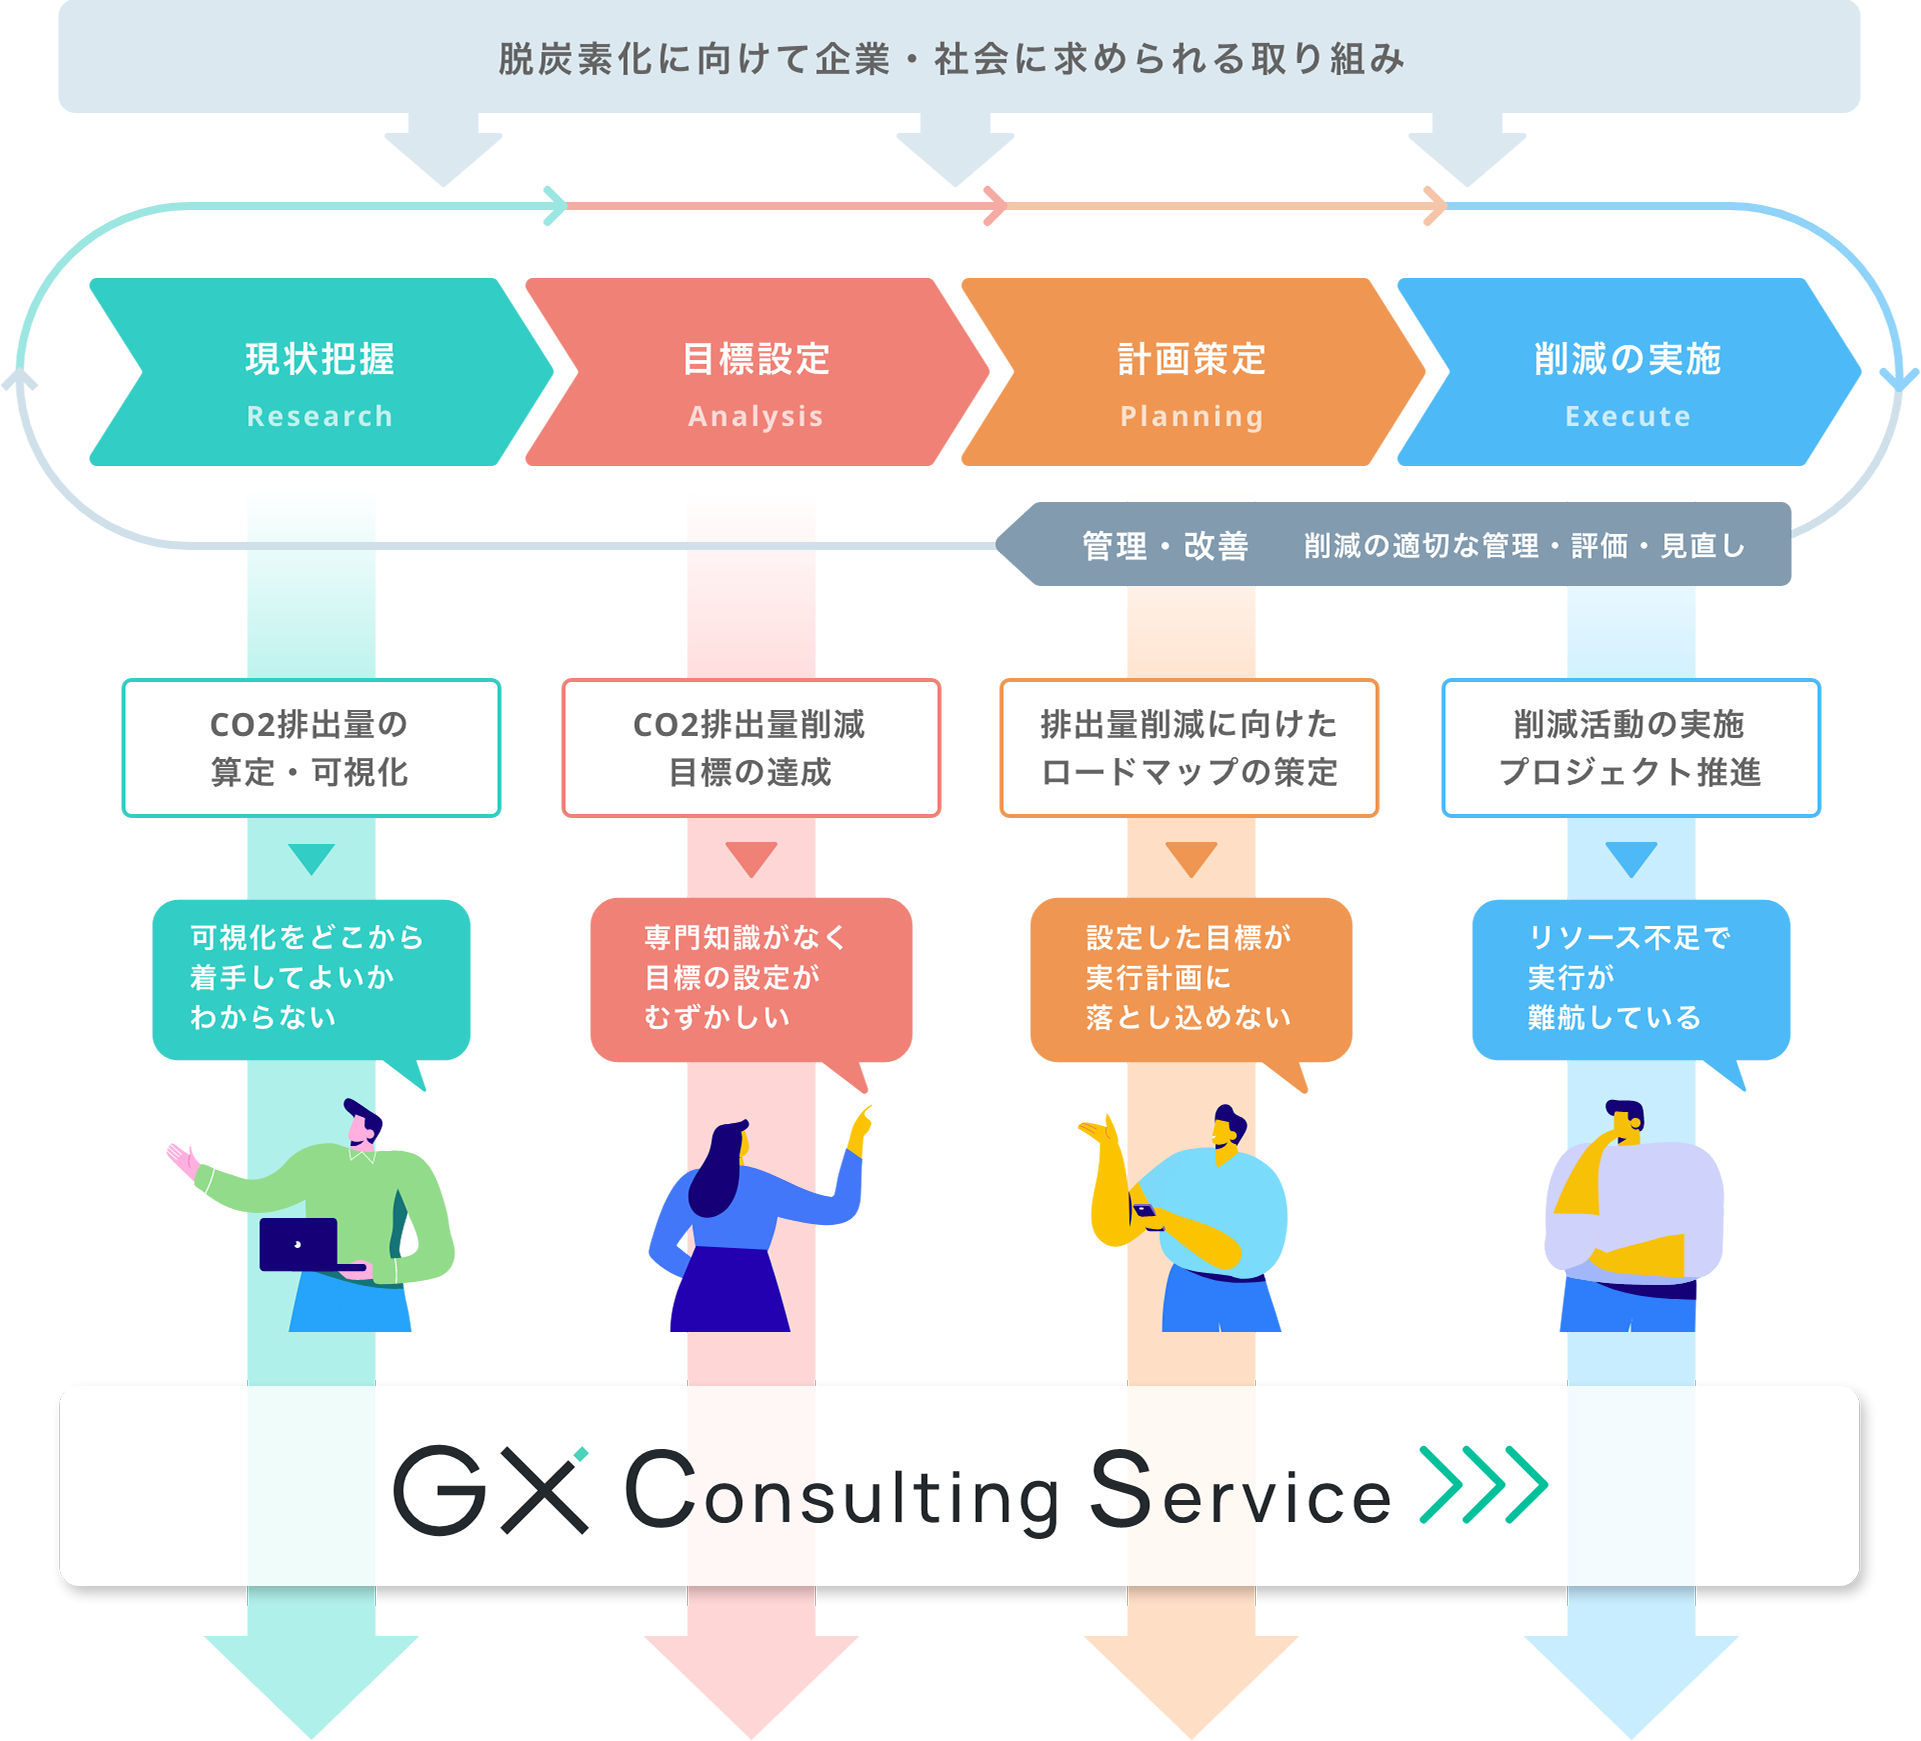 脱炭素化に向けて企業・社会に求められる取り組み
現状把握
Research
目標設定
Analysis
計画策定
Planning
削減の実施
Execute
管理・改善 削減の適切な管理・評価・見直し
CO2排出量の
算定・可視化
CO2排出量削減
目標の達成
排出量削減に向けた
ロードマップの策定
削減活動の実施
プロジェクト推進
可視化をどこから
着手してよいか
わからない
専門知識がなく
目標の設定が
むずかしい
設定した目標が
実行計画に
落とし込めない
リソース不足で
実行が
難航している
GX Consulting Service